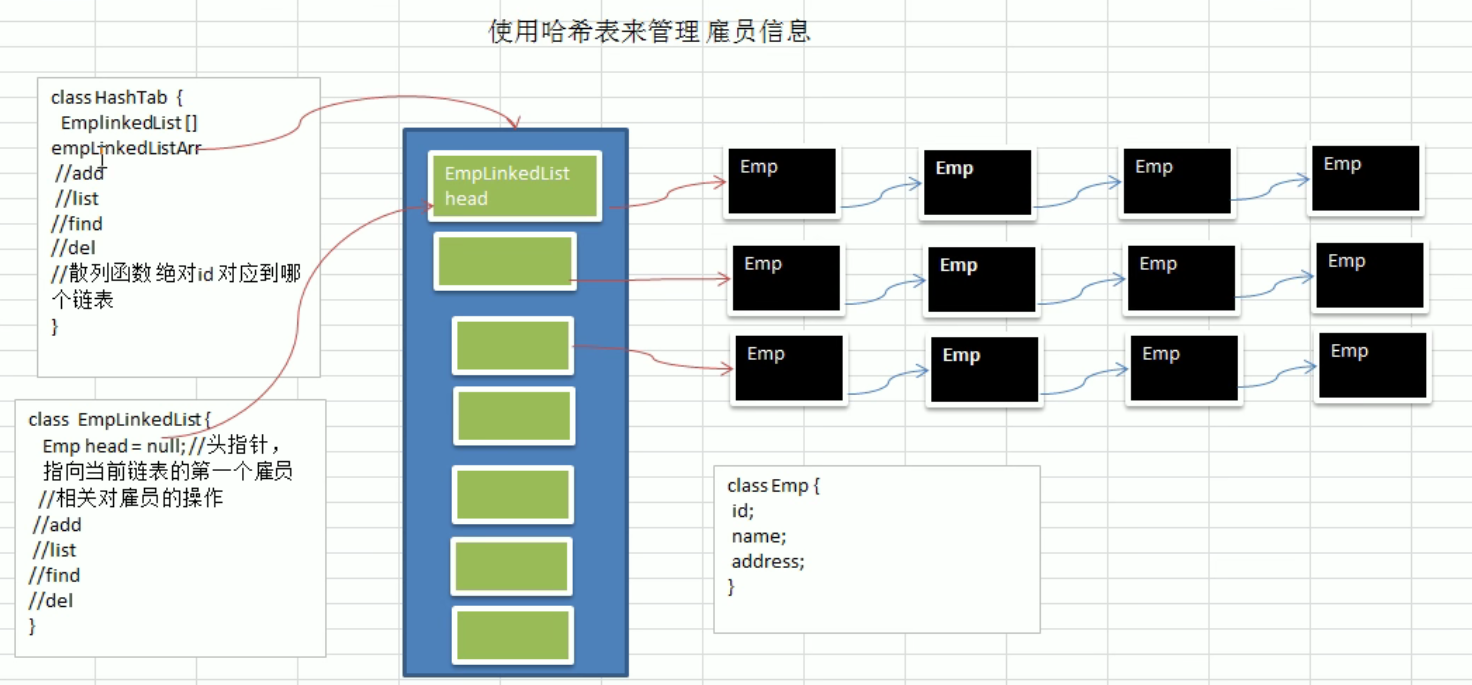 使用哈希表来管理 雇员信息
class HashTab {
EmplinkedList []
empLinkedListArr
//add
//list
//find
//del
//散列函数 绝对id 对应到哪
个链表
}
class EmpLinkedList {
Emp head = null; //头指针，
指向当前链表的第一个雇员
//相关对雇员的操作
//add
//list
//find
//del
}
EmpLinkedList
head
Emp
Emp
Emp
Emp
Emp
Emp
Emp
Emp
Emp
Emp
Emp
Emp
class Emp {
id;
name;
address;
}